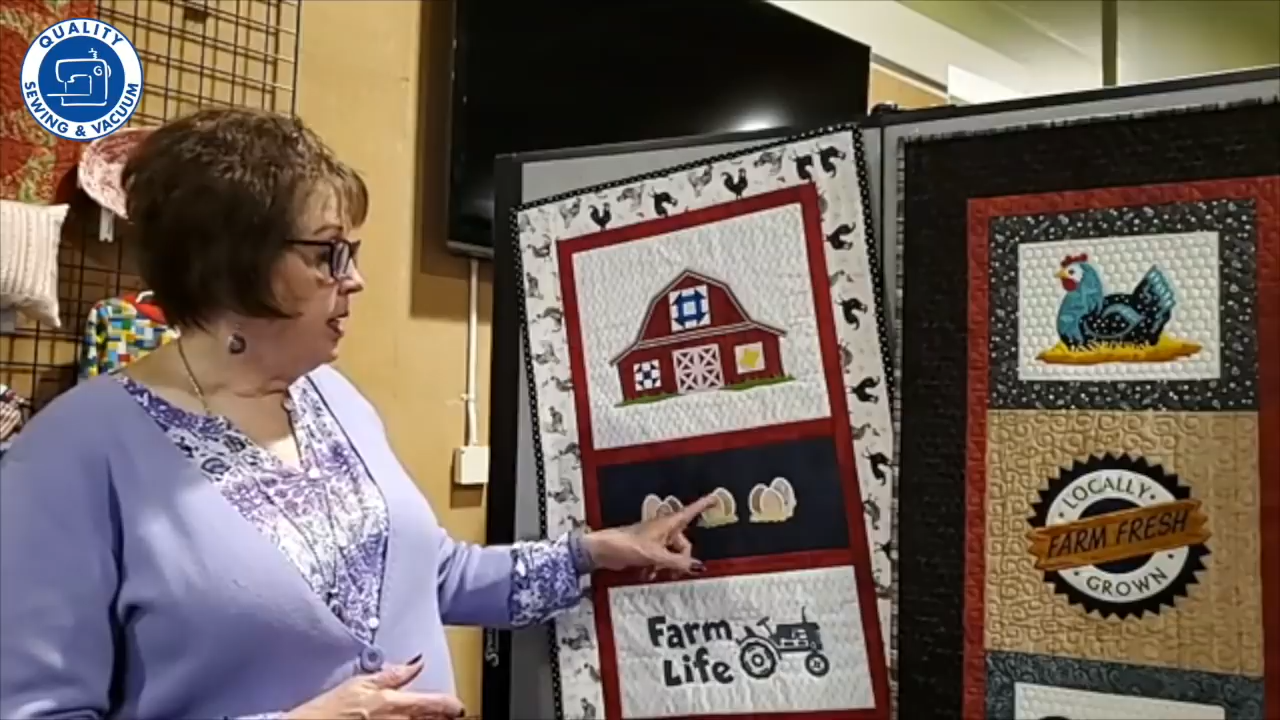 QUALITY
SEWING & VACUUM
LOCALLY
FARM FRESH
GROWN
Farm
Life